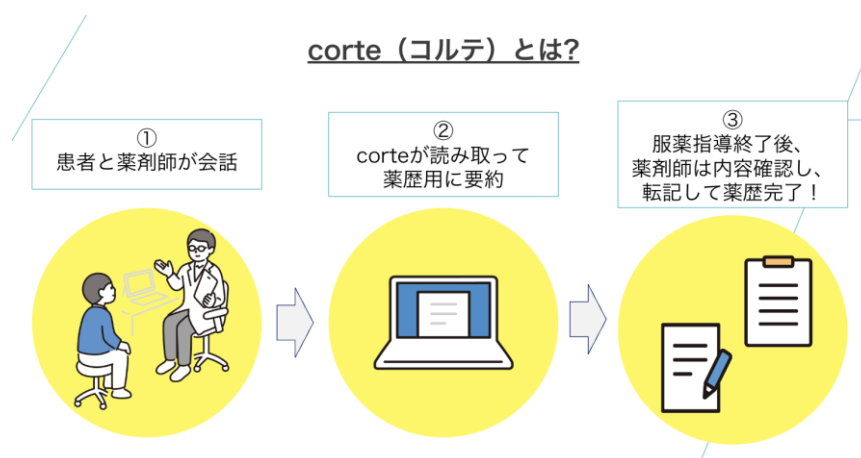 corte（コルテ）とは?
①
患者と薬剤師が会話
②
corteが読み取って
薬歴用に要約
③
服薬指導終了後、
薬剤師は内容確認し、
転記して薬歴完了！